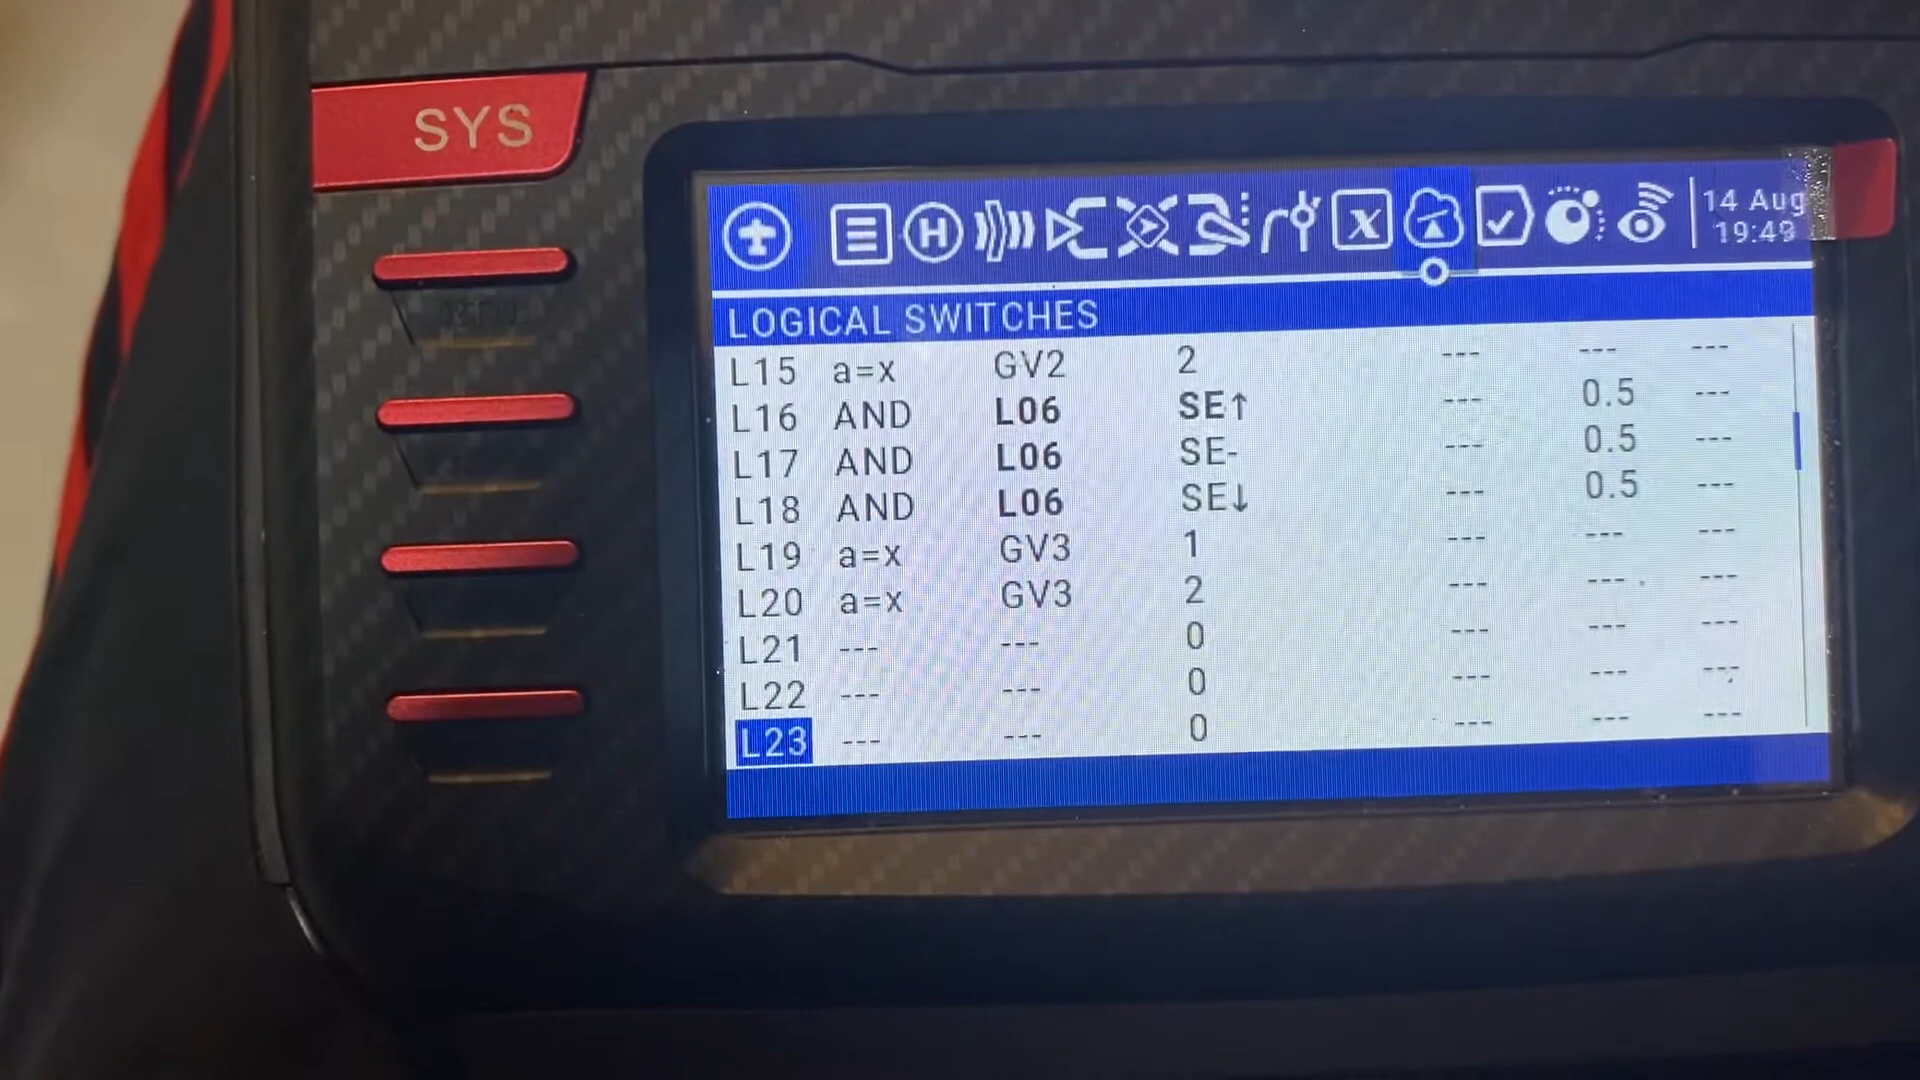 SYS
14 Aug
19:49
LOGICAL SWITCHES
L15 a=x GV2 2 --- --- ---
L16 AND L06 SE↑ --- 0.5 ---
L17 AND L06 SE- --- 0.5 ---
L18 AND L06 SE↓ --- 0.5 ---
L19 a=x GV3 1 --- --- ---
L20 a=x GV3 2 --- --- ---
L21 --- --- 0 --- --- ---
L22 --- --- 0 --- --- ---
L23 --- --- 0 --- --- ---